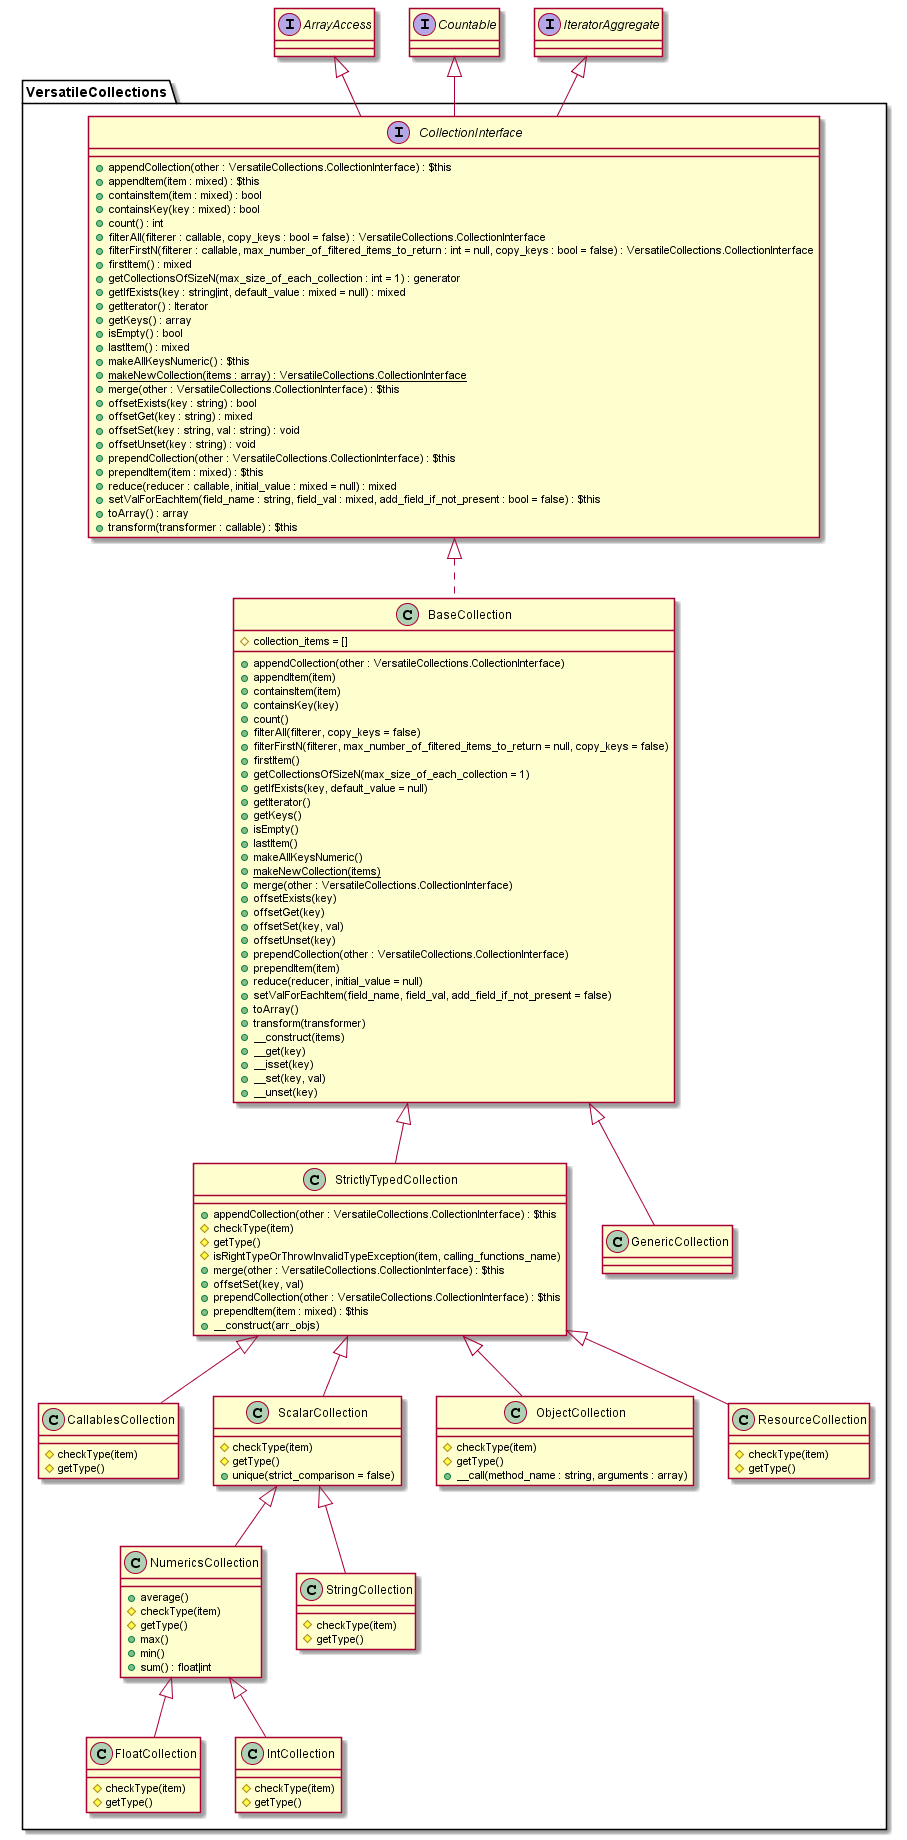 I ArrayAccess
I Countable
I IteratorAggregate
VersatileCollections
I CollectionInterface
appendCollection(other : VersatileCollections.CollectionInterface) : $this
appendItem(item : mixed) : $this
containsItem(item : mixed) : bool
containsKey(key : mixed) : bool
count() : int
filterAll(filterer : callable, copy_keys : bool = false) : VersatileCollections.CollectionInterface
filterFirstN(filterer : callable, max_number_of_filtered_items_to_return : int = null, copy_keys : bool = false) : VersatileCollections.CollectionInterface
firstItem() : mixed
getCollectionsOfSizeN(max_size_of_each_collection : int = 1) : generator
getIfExists(key : string|int, default_value : mixed = null) : mixed
getIterator() : Iterator
getKeys() : array
isEmpty() : bool
lastItem() : mixed
makeAllKeysNumeric() : $this
makeNewCollection(items : array) : VersatileCollections.CollectionInterface
merge(other : VersatileCollections.CollectionInterface) : $this
offsetExists(key : string) : bool
offsetGet(key : string) : mixed
offsetSet(key : string, val : string) : void
offsetUnset(key : string) : void
prependCollection(other : VersatileCollections.CollectionInterface) : $this
prependItem(item : mixed) : $this
reduce(reducer : callable, initial_value : mixed = null) : mixed
setValForEachItem(field_name : string, field_val : mixed, add_field_if_not_present : bool = false) : $this
toArray() : array
transform(transformer : callable) : $this
C BaseCollection
collection_items = []
appendCollection(other : VersatileCollections.CollectionInterface)
appendItem(item)
containsItem(item)
containsKey(key)
count()
filterAll(filterer, copy_keys = false)
filterFirstN(filterer, max_number_of_filtered_items_to_return = null, copy_keys = false)
firstItem()
getCollectionsOfSizeN(max_size_of_each_collection = 1)
getIfExists(key, default_value = null)
getIterator()
getKeys()
isEmpty()
lastItem()
makeAllKeysNumeric()
makeNewCollection(items)
merge(other : VersatileCollections.CollectionInterface)
offsetExists(key)
offsetGet(key)
offsetSet(key, val)
offsetUnset(key)
prependCollection(other : VersatileCollections.CollectionInterface)
prependItem(item)
reduce(reducer, initial_value = null)
setValForEachItem(field_name, field_val, add_field_if_not_present = false)
toArray()
transform(transformer)
__construct(items)
__get(key)
__isset(key)
__set(key, val)
__unset(key)
C StrictlyTypedCollection
appendCollection(other : VersatileCollections.CollectionInterface) : $this
checkType(item)
getType()
isRightTypeOrThrowInvalidTypeException(item, calling_functions_name)
merge(other : VersatileCollections.CollectionInterface) : $this
offsetSet(key, val)
prependCollection(other : VersatileCollections.CollectionInterface) : $this
prependItem(item : mixed) : $this
__construct(arr_objs)
C GenericCollection
C CallablesCollection
checkType(item)
getType()
C ScalarCollection
checkType(item)
getType()
unique(strict_comparison = false)
C ObjectCollection
checkType(item)
getType()
__call(method_name : string, arguments : array)
C ResourceCollection
checkType(item)
getType()
C NumericsCollection
average()
checkType(item)
getType()
max()
min()
sum() : float|int
C StringCollection
checkType(item)
getType()
C FloatCollection
checkType(item)
getType()
C IntCollection
checkType(item)
getType()